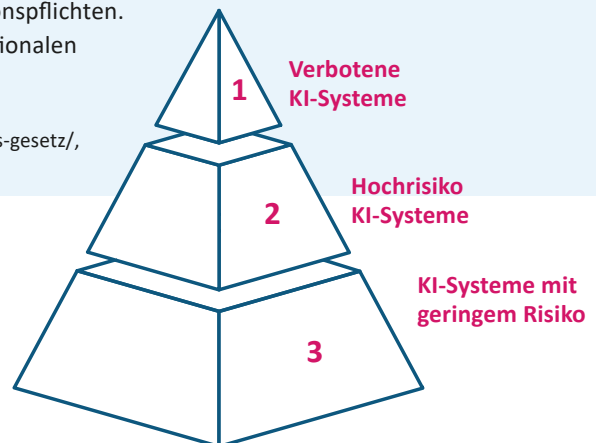 nspflichten.
ionalen
s-gesetz/,
1
Verbotene
KI-Systeme
2
Hochrisiko
KI-Systeme
3
KI-Systeme mit
geringem Risiko